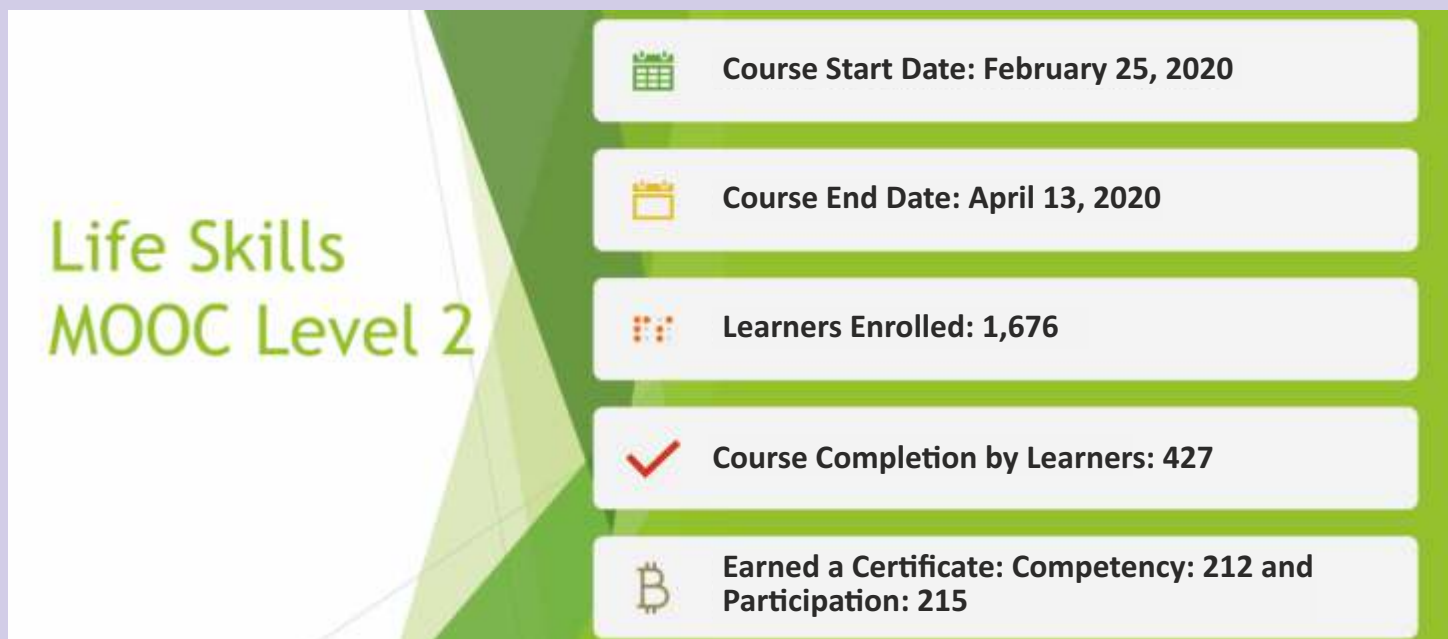 Life Skills
MOOC Level 2
Course Start Date: February 25, 2020
Course End Date: April 13, 2020
Learners Enrolled: 1,676
Course Completion by Learners: 427
Earned a Certificate: Competency: 212 and
Participation: 215